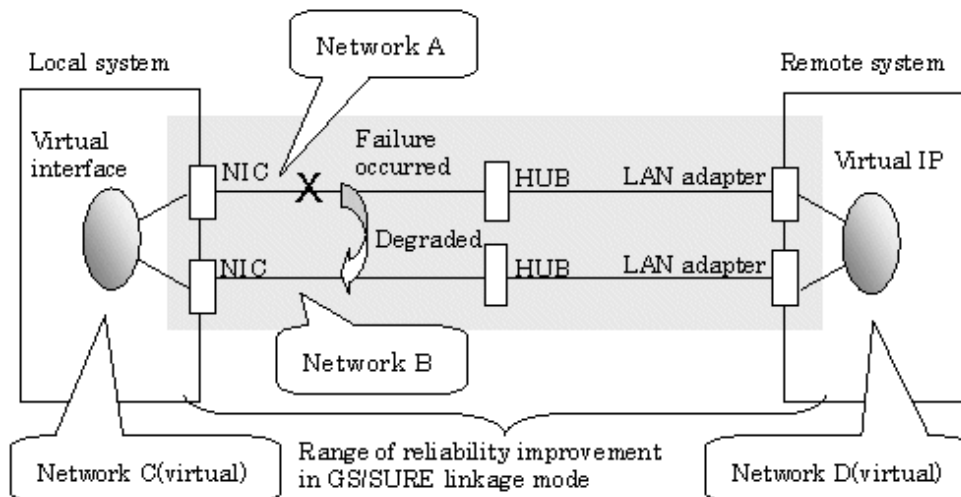 Network A
Local system
Remote system
Virtual
interface
Failure
occurred
Virtual IP
NIC
HUB
LAN adapter
X
Degraded
NIC
HUB
LAN adapter
Network B
Range of reliability improvement
in GS/SURE linkage mode
Network C(virtual)
Network D(virtual)